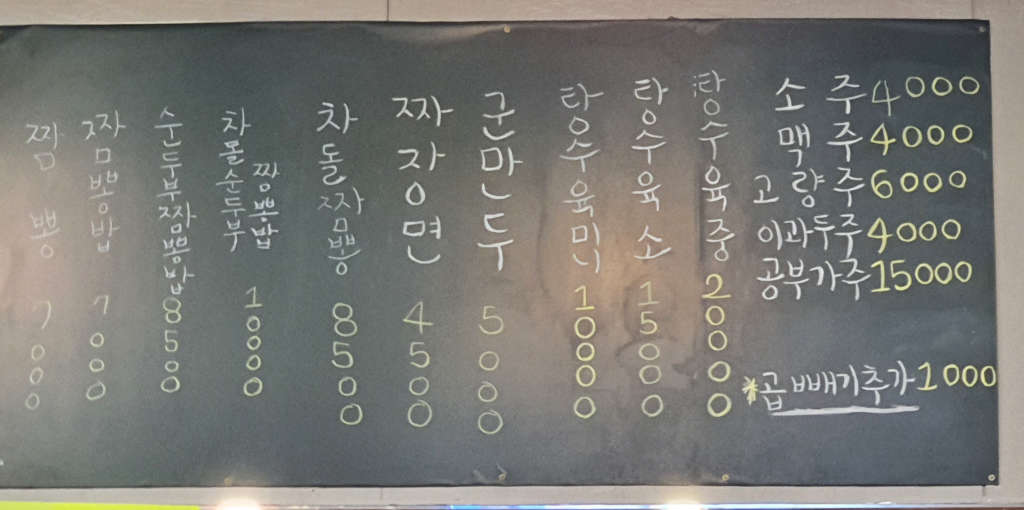 짬뽕 7000
짬뽕밥 7000
순두부짬뽕밥 8500
차돌순두부짬뽕밥 10000
차돌짬뽕 8500
짜장면 4500
군만두 5000
탕수육미니 10000
탕수육소 15000
탕수육중 20000
소주 4000
맥주 4000
고량주 6000
이과두주 4000
공부가주 15000
*곱빼기추가 1000